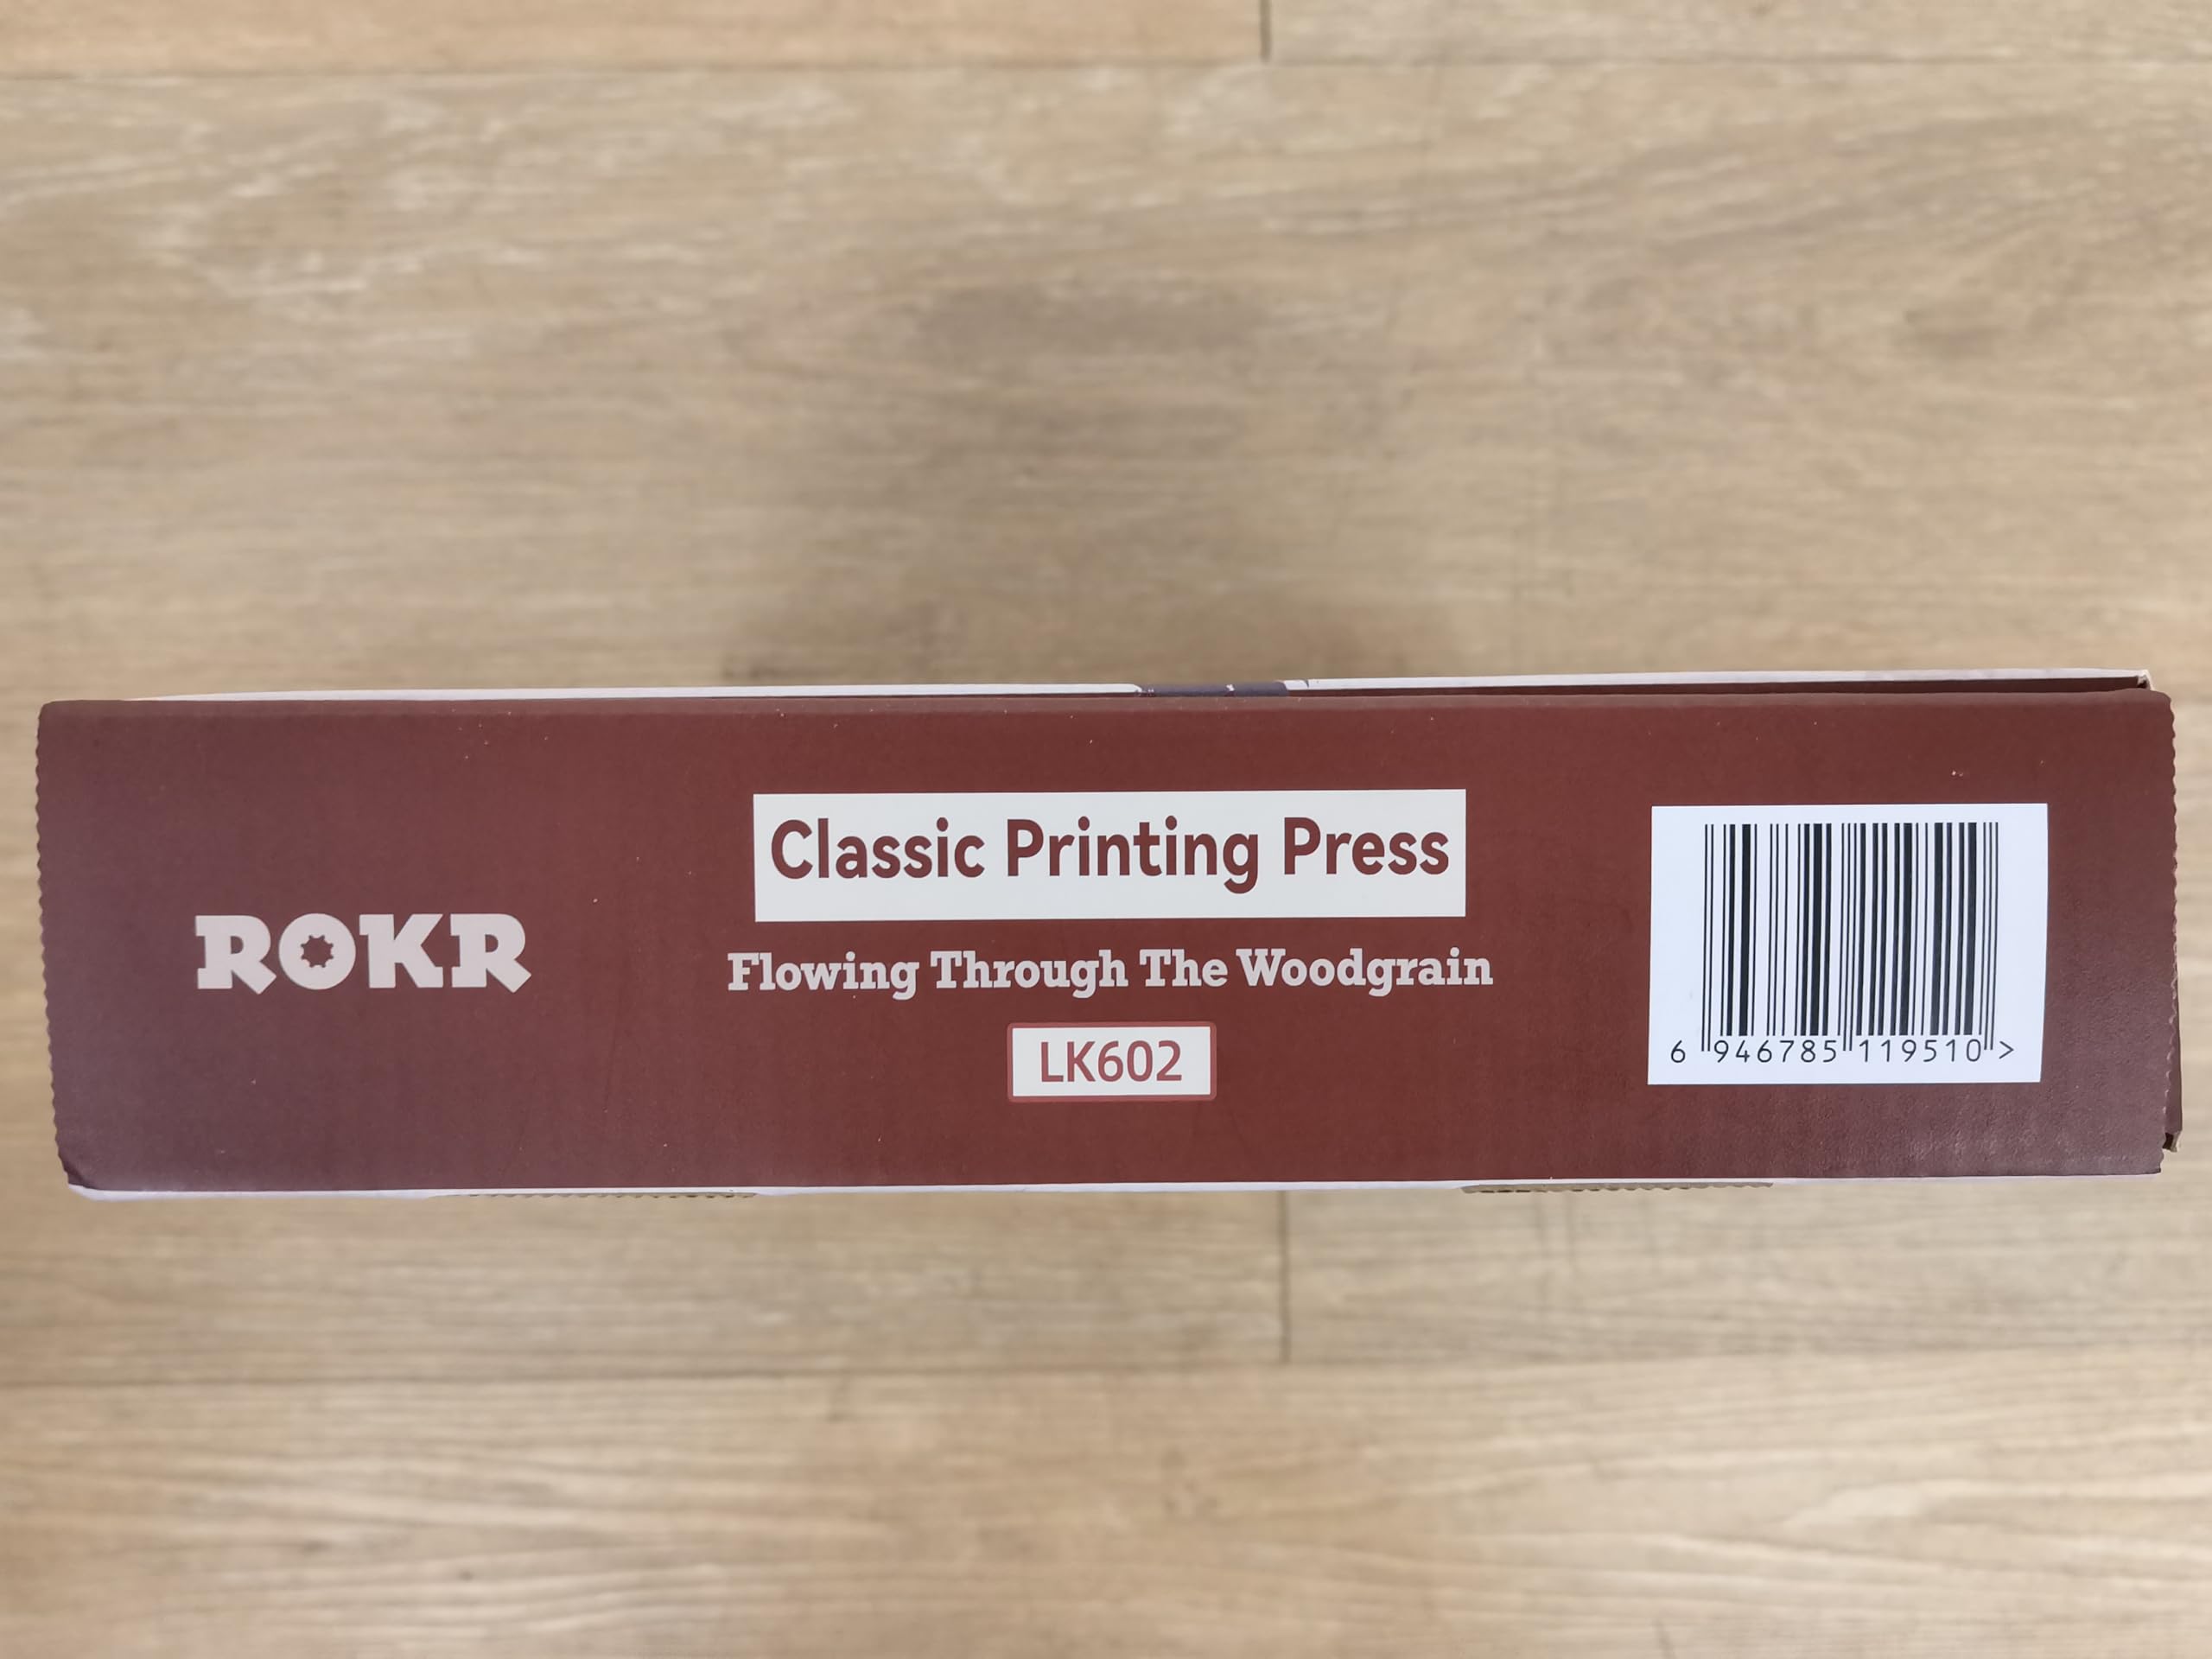 ROKR
Classic Printing Press
Flowing Through The Woodgrain
LK602
6 946785 119510 >